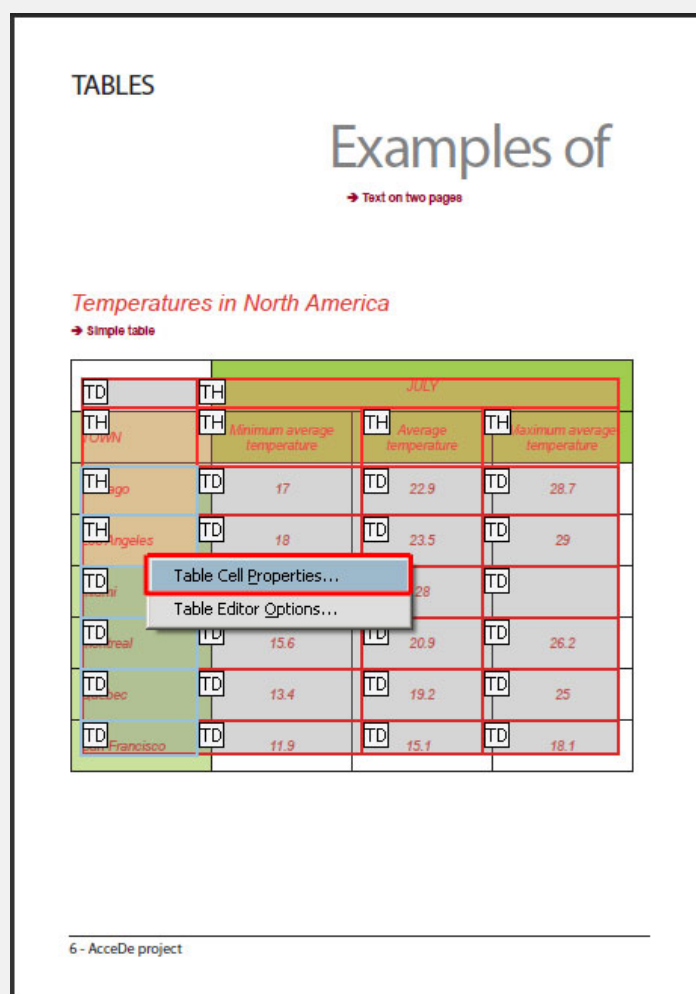 TABLES
Examples of
➔ Text on two pages
Temperatures in North America
➔ Simple table
TD TH JULY
TH TOWN TH Minimum average temperature TH Average temperature TH Maximum average temperature
TH TD 17 TD 22.9 TD 28.7
TH Angeles TD 18 TD 23.5 TD 29
TD 28 TD
Table Cell Properties...
Table Editor Options...
TD TD 15.6 TD 20.9 TD 26.2
TD TD 13.4 TD 19.2 TD 25
TD Francisco TD 11.9 TD 15.1 TD 18.1
6 - AcceDe project